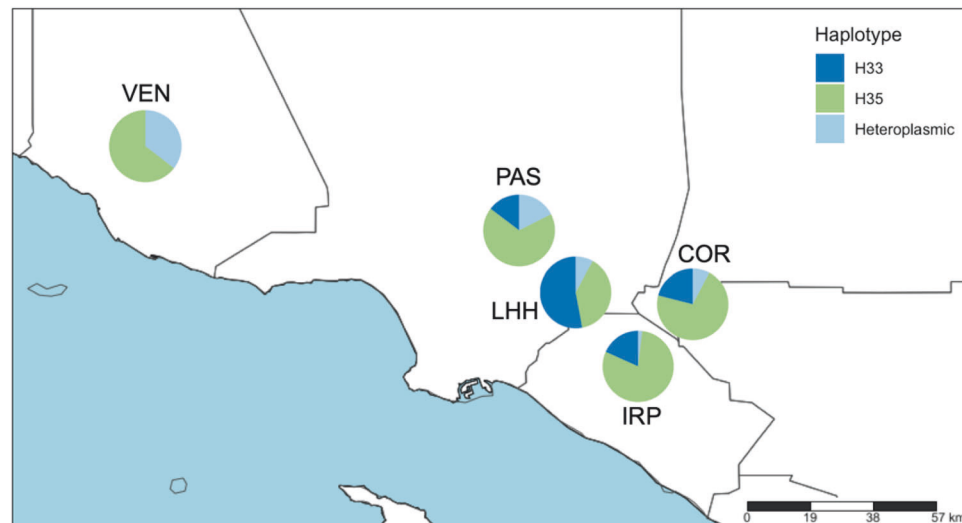 Haplotype
H33
H35
Heteroplasmic
VEN
PAS
COR
LHH
IRP
0 19 38 57 km